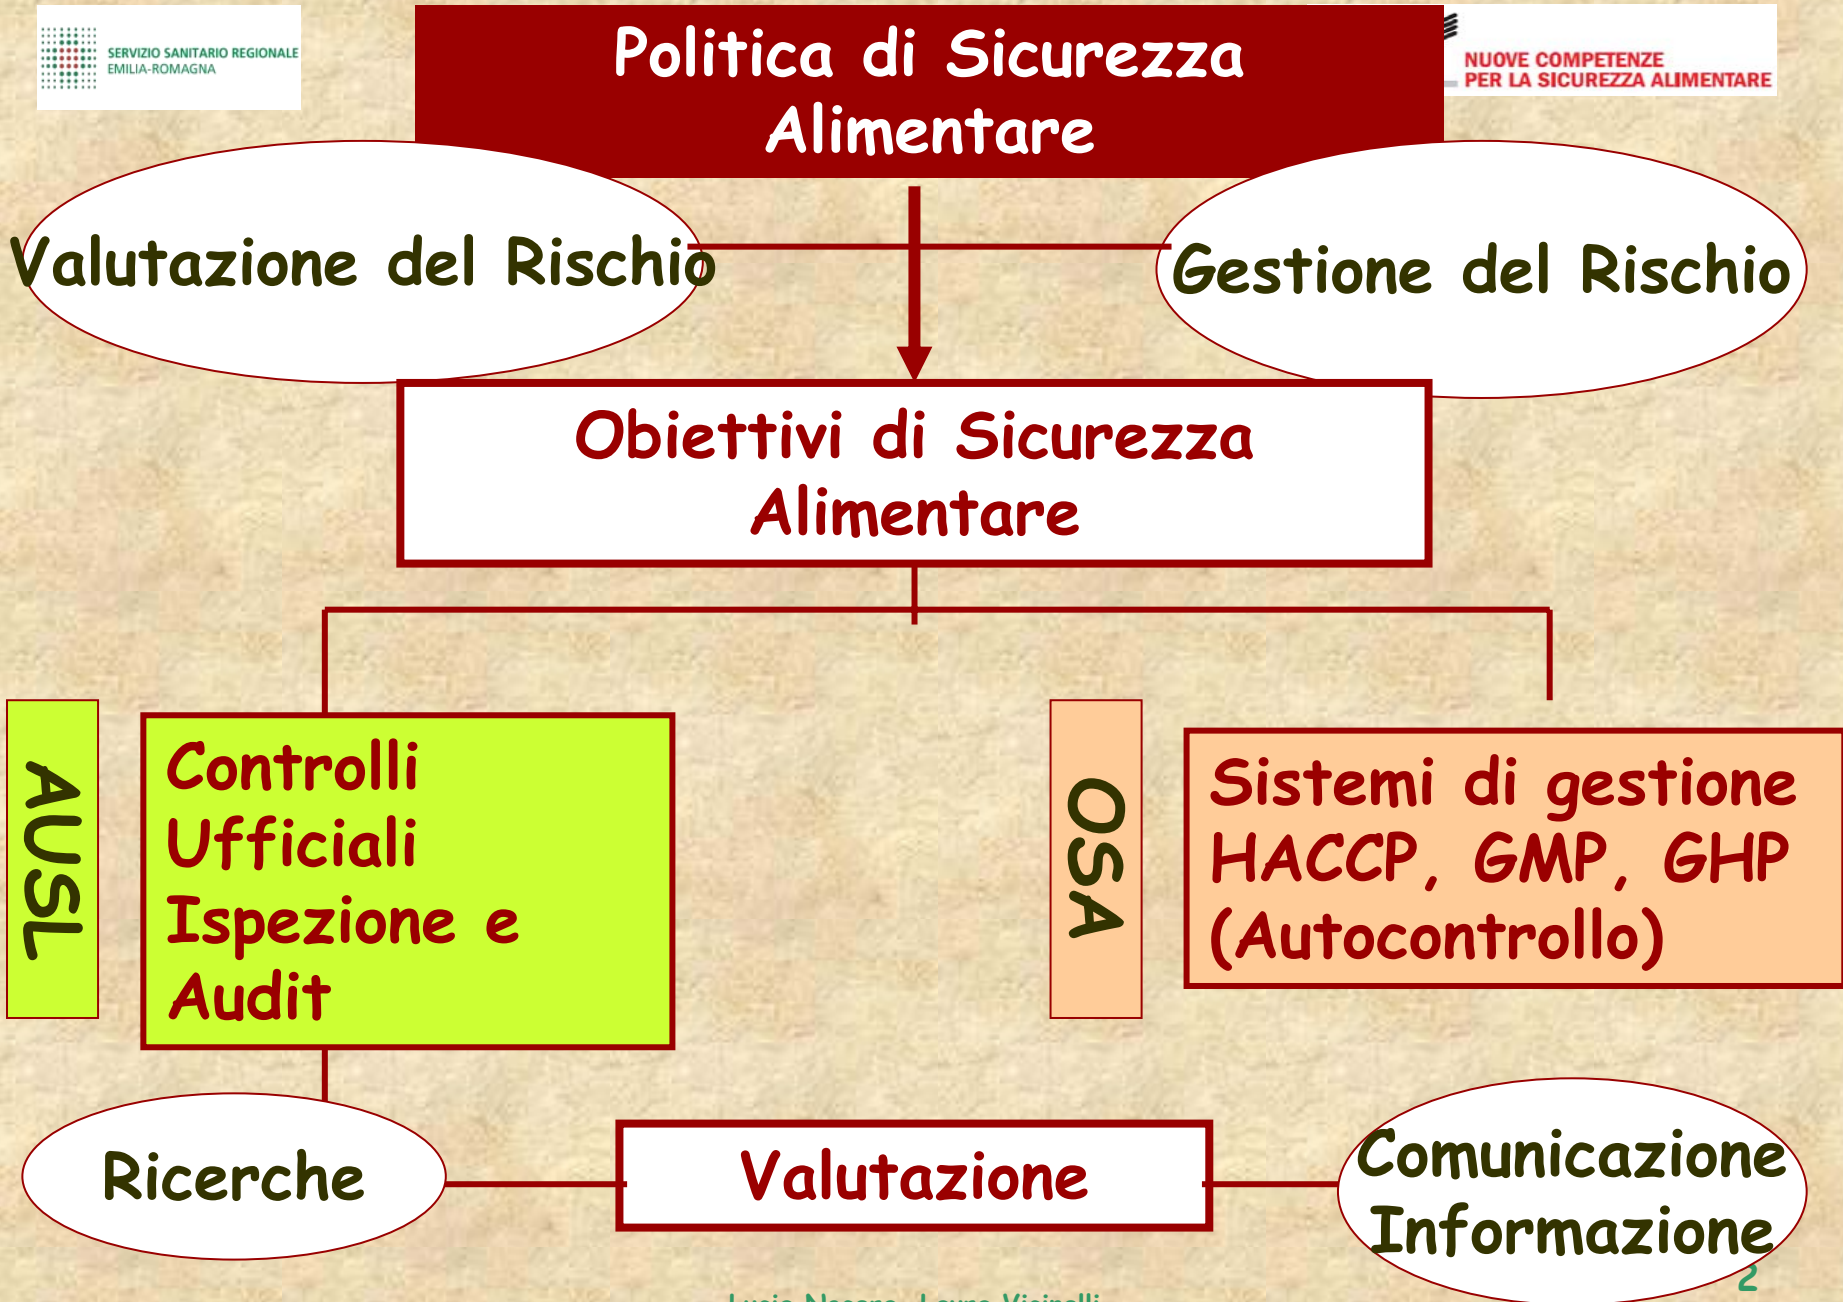 SERVIZIO SANITARIO REGIONALE
EMILIA-ROMAGNA
Politica di Sicurezza
Alimentare
NUOVE COMPETENZE
PER LA SICUREZZA ALIMENTARE
Valutazione del Rischio
Gestione del Rischio
Obiettivi di Sicurezza
Alimentare
AUSL
Controlli
Ufficiali
Ispezione e
Audit
OSA
Sistemi di gestione
HACCP, GMP, GHP
(Autocontrollo)
Ricerche
Valutazione
Comunicazione
Informazione
2